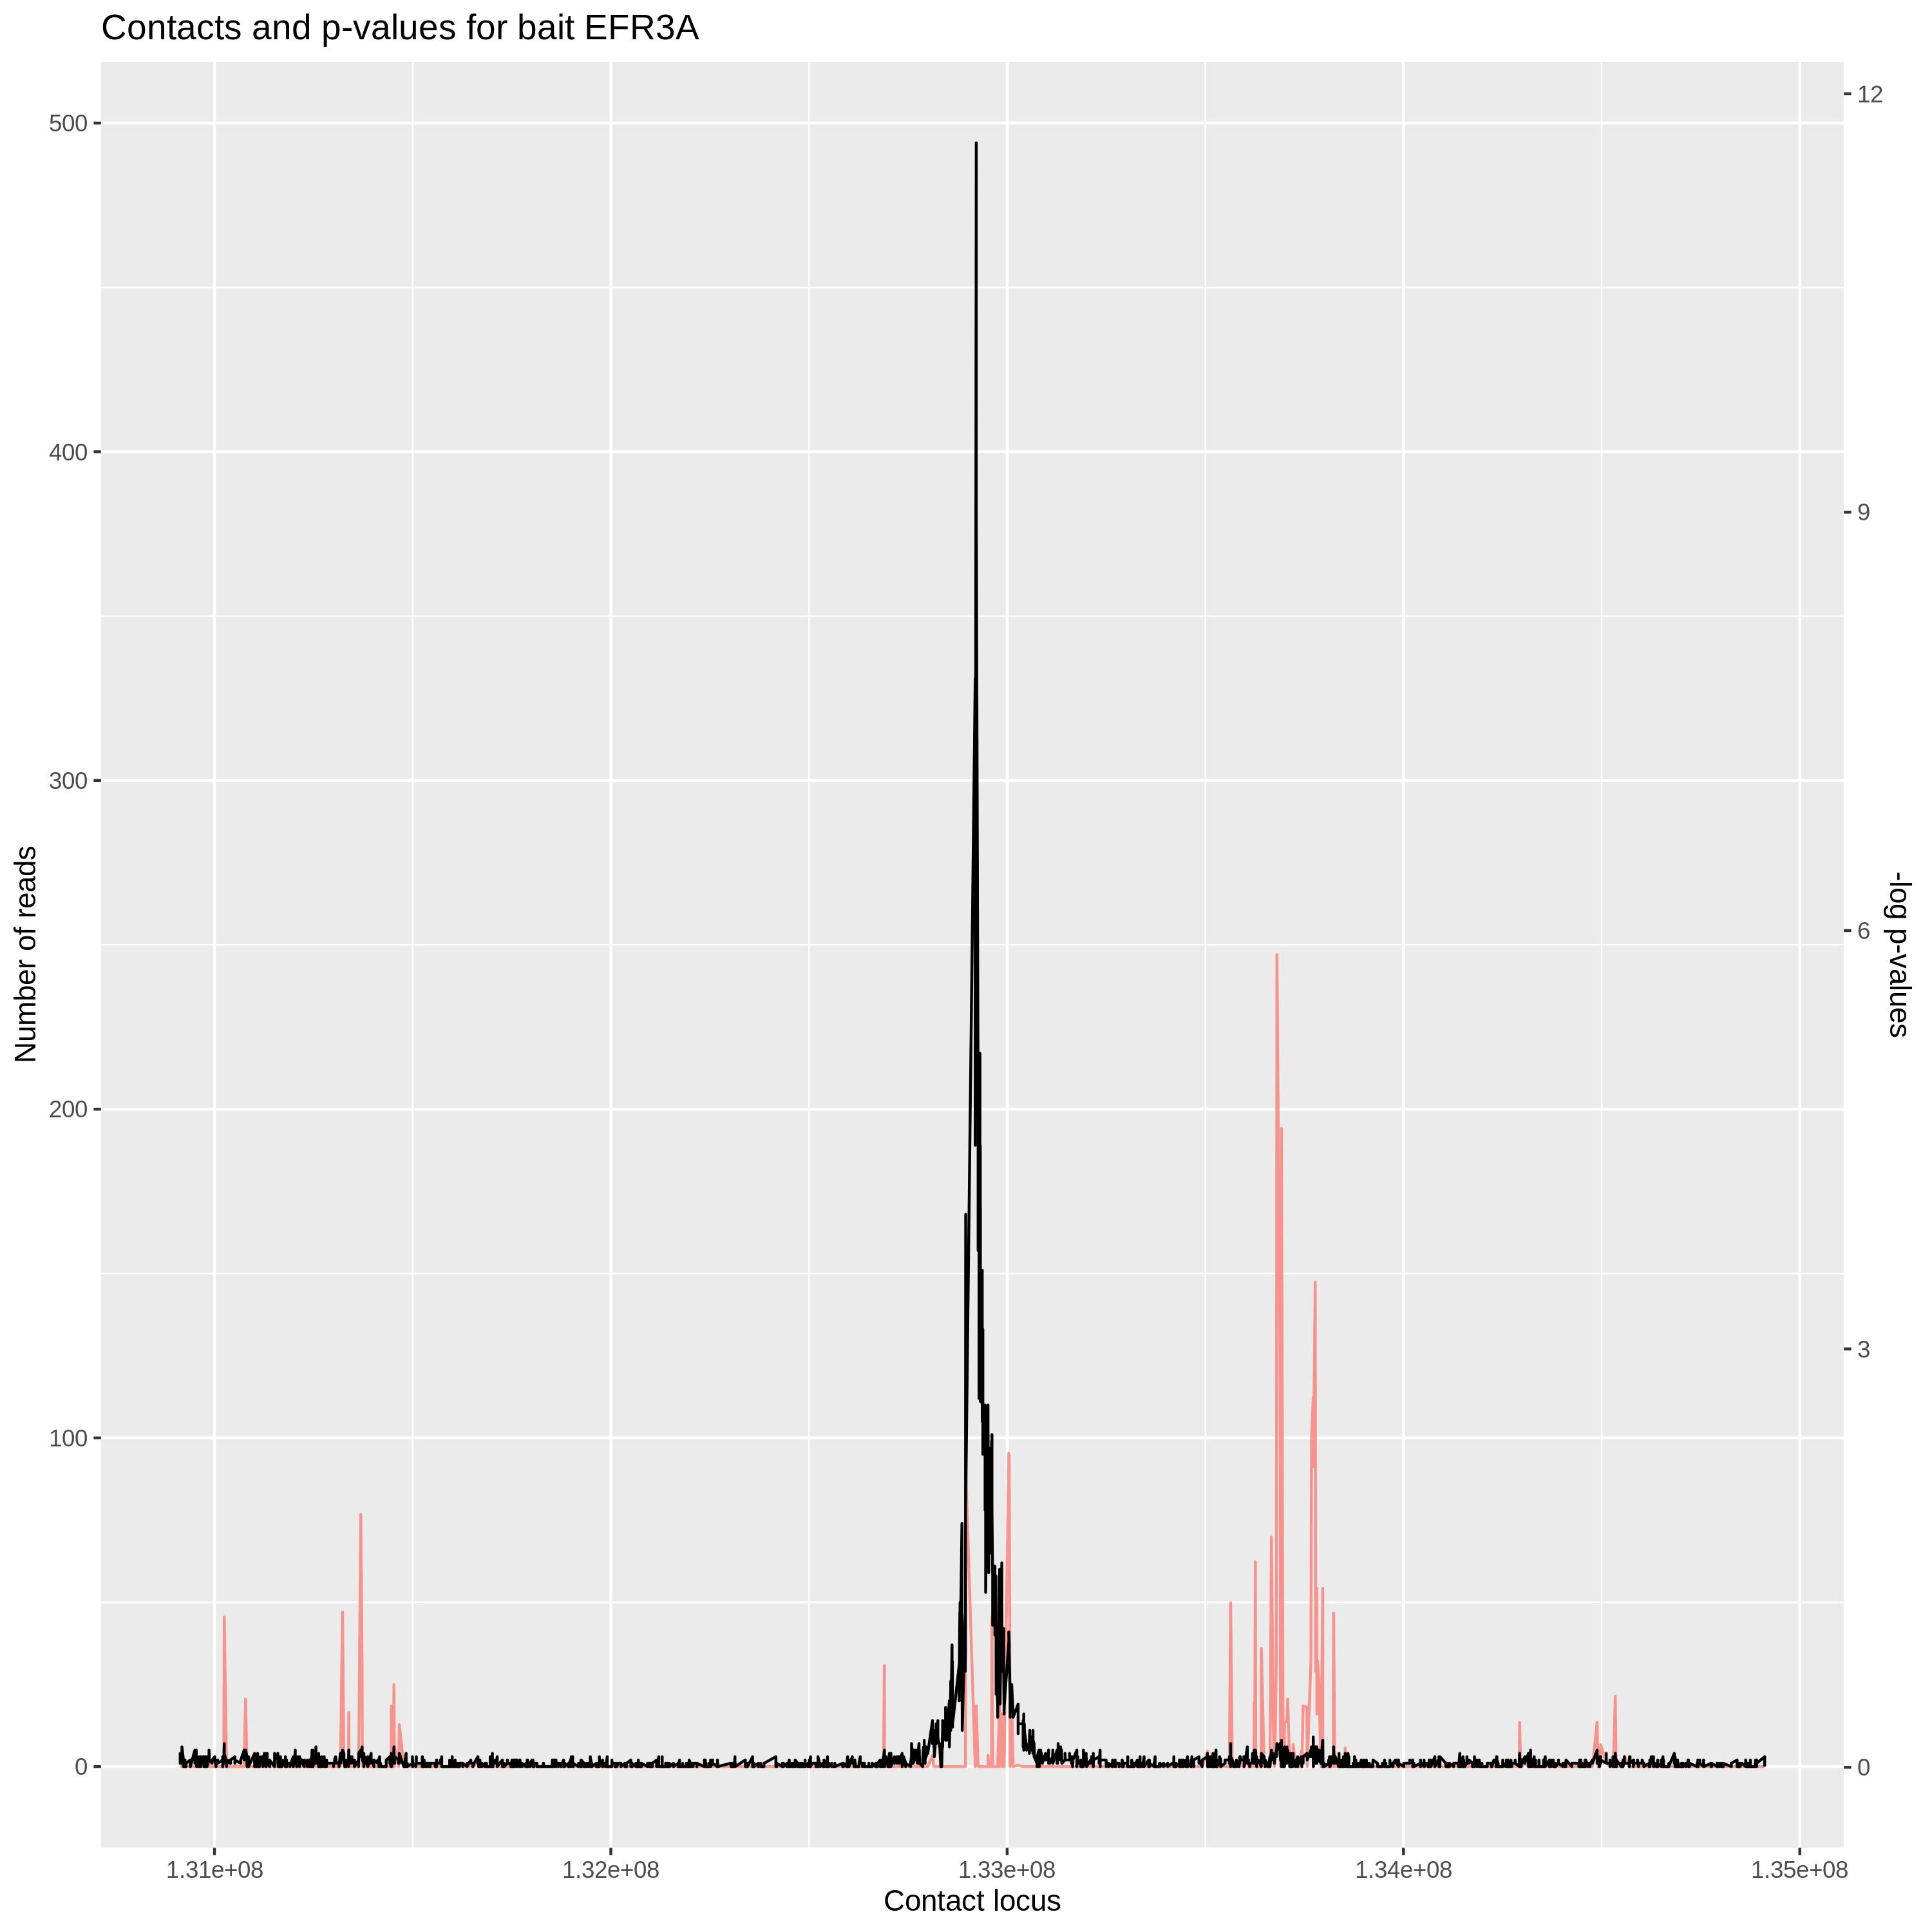 Contacts and p-values for bait EFR3A
500
400
300
200
100
0
Number of reads
12
9
6
3
0
-log p-values
1.31e+08
1.32e+08
1.33e+08
1.34e+08
1.35e+08
Contact locus